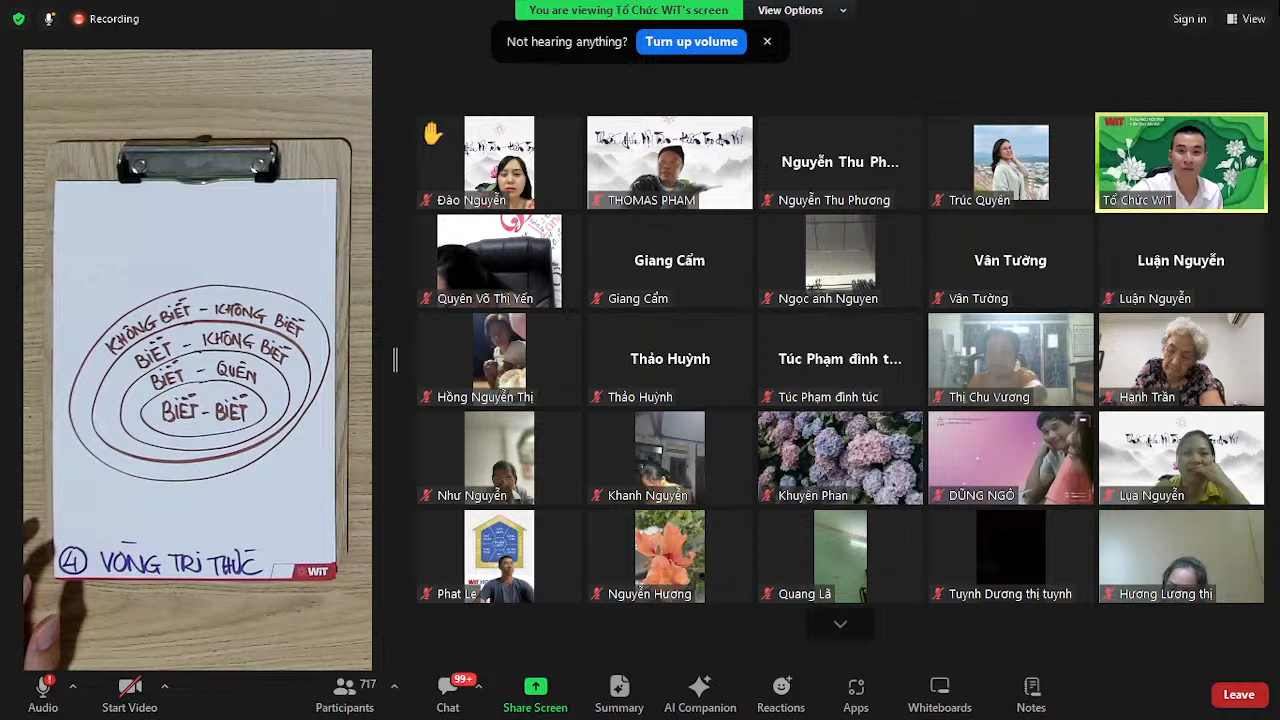 Recording
You are viewing Tổ Chức WiT's screen
View Options
Sign in
View
Not hearing anything?
Turn up volume
KHÔNG BIẾT - KHÔNG BIẾT
BIẾT - KHÔNG BIẾT
BIẾT - QUÊN
BIẾT - BIẾT
④ VÒNG TRI THỨC
WiT
Đào Nguyễn
THOMAS PHAM
Nguyễn Thu Ph...
Nguyễn Thu Phương
Trúc Quyên
WiT
Tổ Chức WiT
Quyên Võ Thị Yến
Giang Cẩm
Giang Cẩm
Ngọc anh Nguyen
Vân Tường
Vân Tường
Luận Nguyễn
Luận Nguyễn
Hồng Nguyễn Thị
Thảo Huỳnh
Thảo Huỳnh
Túc Phạm đình t...
Túc Phạm đình túc
Thị Chu Vương
Hạnh Trần
Như Nguyễn
Khanh Nguyễn
Khuyên Phan
DŨNG NGÔ
Lụa Nguyễn
Phat Le
Nguyễn Hương
Quang Lã
Tuynh Dương thị tuynh
Hương Lương thị
Audio
Start Video
717
Participants
99+
Chat
Share Screen
Summary
AI Companion
Reactions
Apps
Whiteboards
Notes
Leave